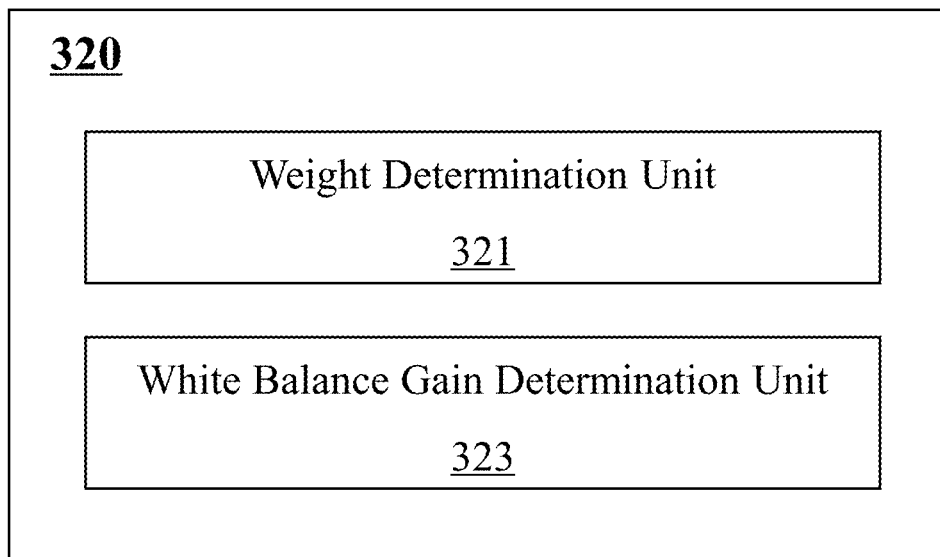 320
Weight Determination Unit
321
White Balance Gain Determination Unit
323